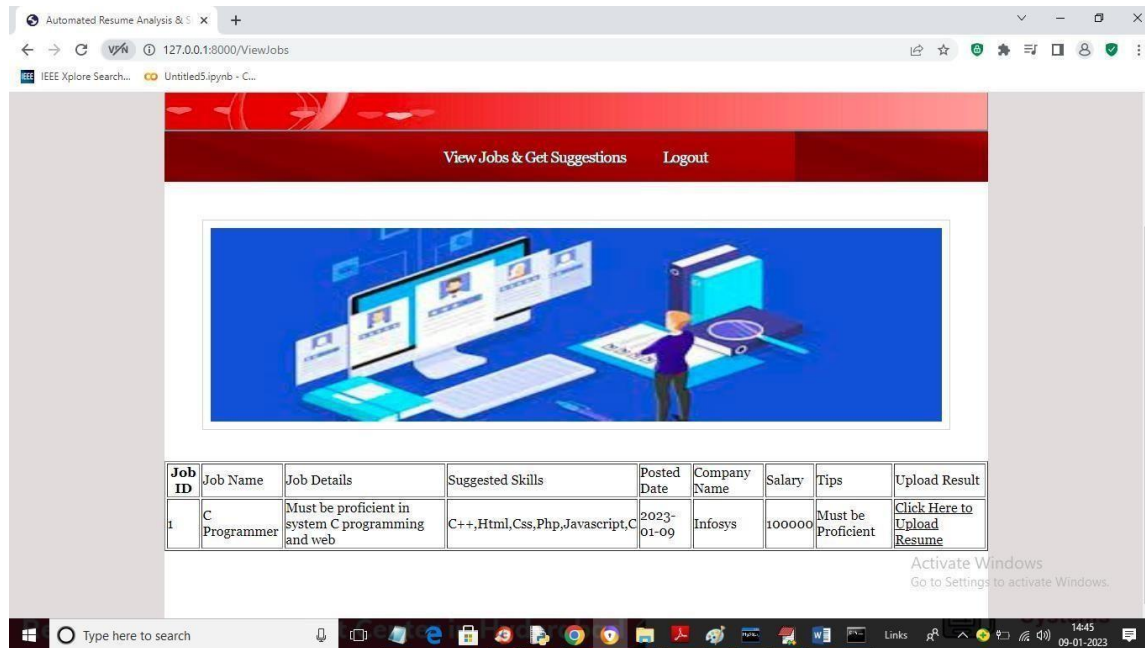 Automated Resume Analysis & S
127.0.0.1:8000/ViewJobs
IEEE IEEE Xplore Search... CO Untitled5.ipynb - C...
View Jobs & Get Suggestions Logout
Job ID Job Name Job Details Suggested Skills Posted Date Company Name Salary Tips Upload Result
1 C Programmer Must be proficient in system C programming and web C++,Html,Css,Php,Javascript,C 2023-01-09 Infosys 100000 Must be Proficient Click Here to Upload Resume
Activate Windows
Go to Settings to activate Windows.
Type here to search
Links
14:45
09-01-2023